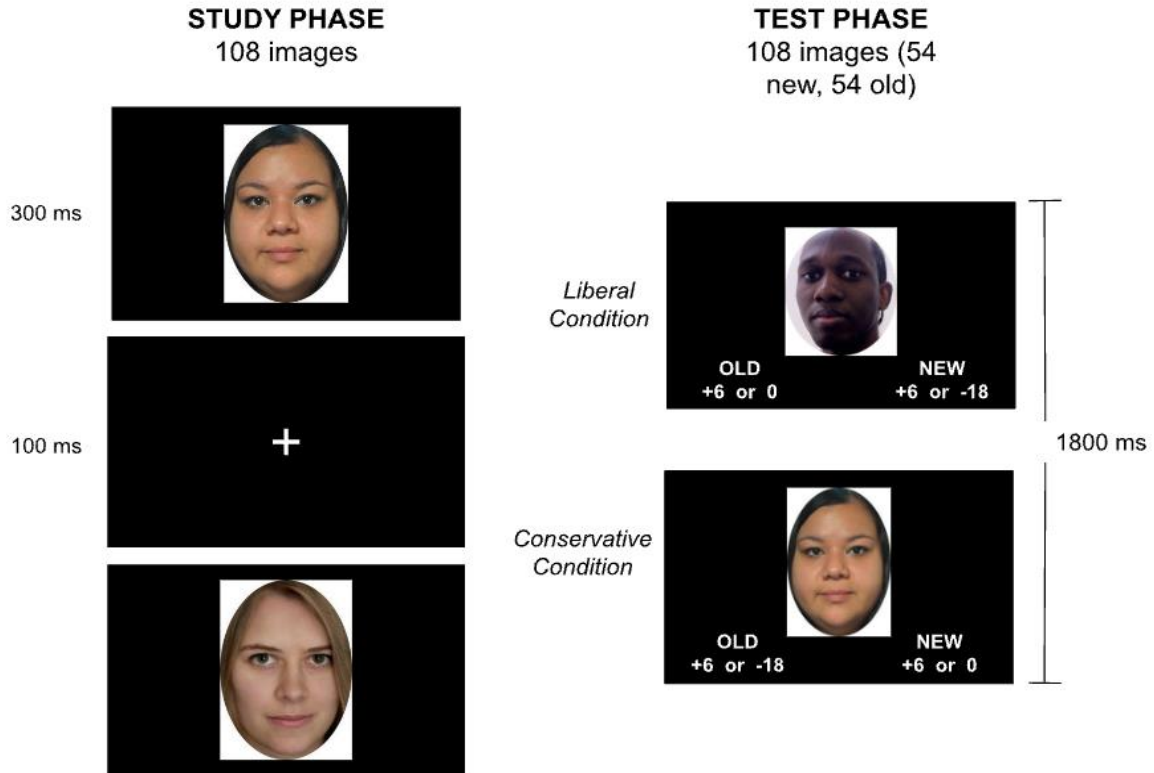 STUDY PHASE
108 images
300 ms
100 ms
TEST PHASE
108 images (54
new, 54 old)
Liberal
Condition
OLD
+6 or 0
NEW
+6 or -18
1800 ms
Conservative
Condition
OLD
+6 or -18
NEW
+6 or 0